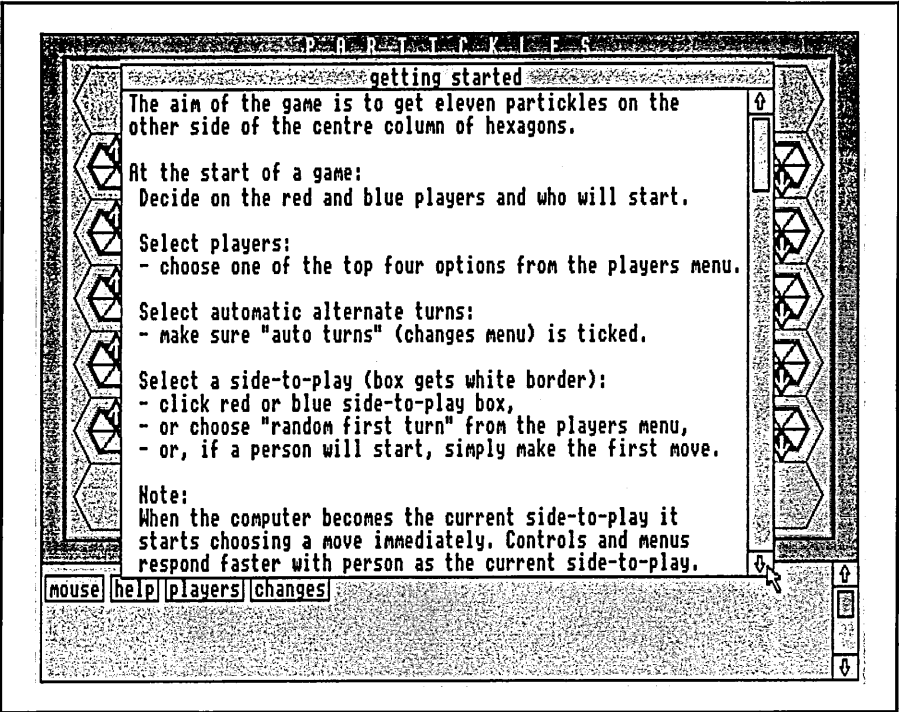 PARTICKLES
getting started
The aim of the game is to get eleven partickles on the
other side of the centre column of hexagons.
At the start of a game:
Decide on the red and blue players and who will start.
Select players:
- choose one of the top four options from the players menu.
Select automatic alternate turns:
- make sure "auto turns" (changes menu) is ticked.
Select a side-to-play (box gets white border):
- click red or blue side-to-play box,
- or choose "random first turn" from the players menu,
- or, if a person will start, simply make the first move.
Note:
When the computer becomes the current side-to-play it
starts choosing a move immediately. Controls and menus
respond faster with person as the current side-to-play.
mouse help players changes